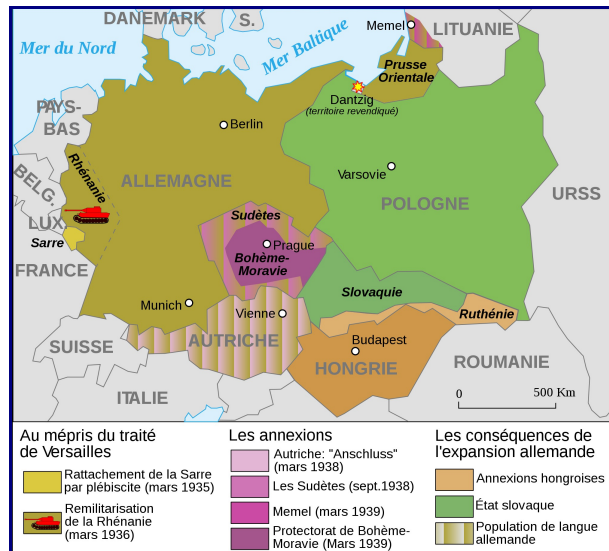 DANEMARK
S.
Mer du Nord
Mer Baltique
Memel
LITUANIE
Prusse
Orientale
Dantzig
(territoire revendiqué)
PAYS-
BAS
Berlin
Rhénanie
BELG.
ALLEMAGNE
Varsovie
POLOGNE
URSS
LUX.
Sarre
FRANCE
Sudètes
Prague
Bohème-
Moravie
Slovaquie
Ruthénie
Munich
Vienne
AUTRICHE
Budapest
HONGRIE
SUISSE
ITALIE
ROUMANIE
0
500 Km
Au mépris du traité
de Versailles
Rattachement de la Sarre
par plébiscite (mars 1935)
Remilitarisation
de la Rhénanie
(mars 1936)
Les annexions
Autriche: "Anschluss"
(mars 1938)
Les Sudètes (sept.1938)
Memel (mars 1939)
Protectorat de Bohème-
Moravie (Mars 1939)
Les conséquences de
l'expansion allemande
Annexions hongroises
État slovaque
Population de langue
allemande